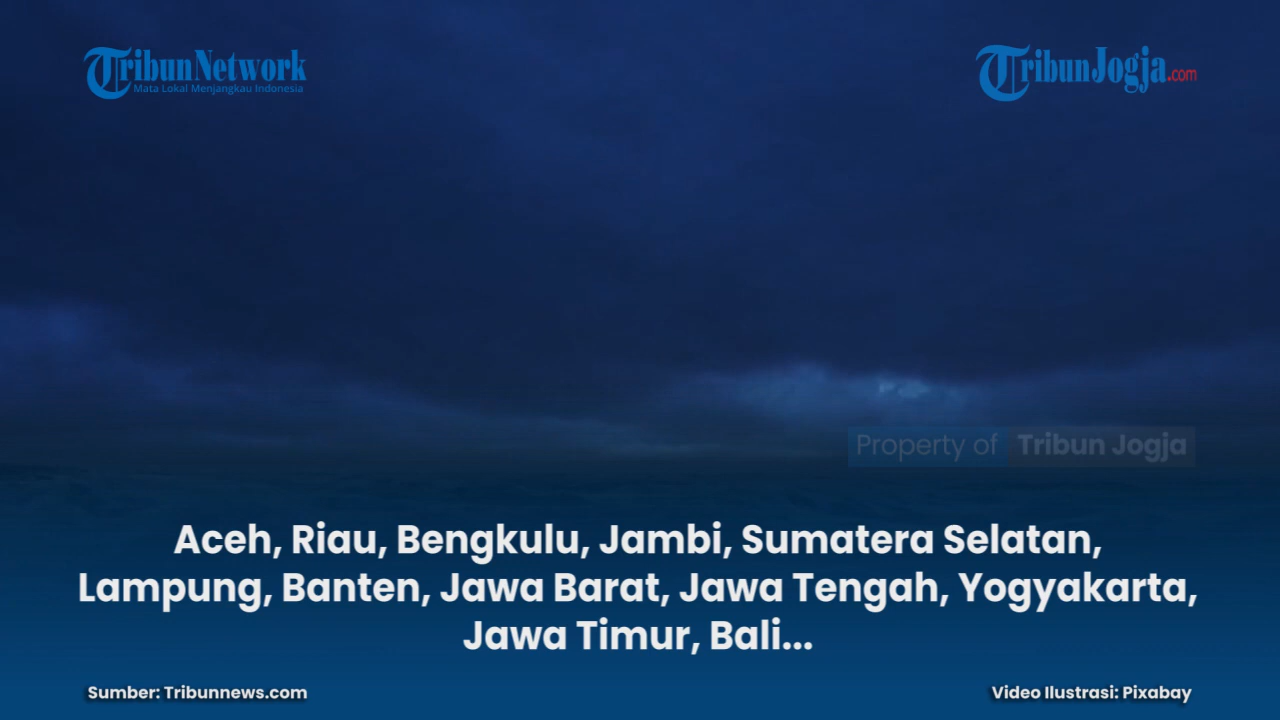 TribunNetwork
Mata Lokal Menjangkau Indonesia
TribunJogja.com
Property of Tribun Jogja
Aceh, Riau, Bengkulu, Jambi, Sumatera Selatan,
Lampung, Banten, Jawa Barat, Jawa Tengah, Yogyakarta,
Jawa Timur, Bali...
Sumber: Tribunnews.com
Video Ilustrasi: Pixabay